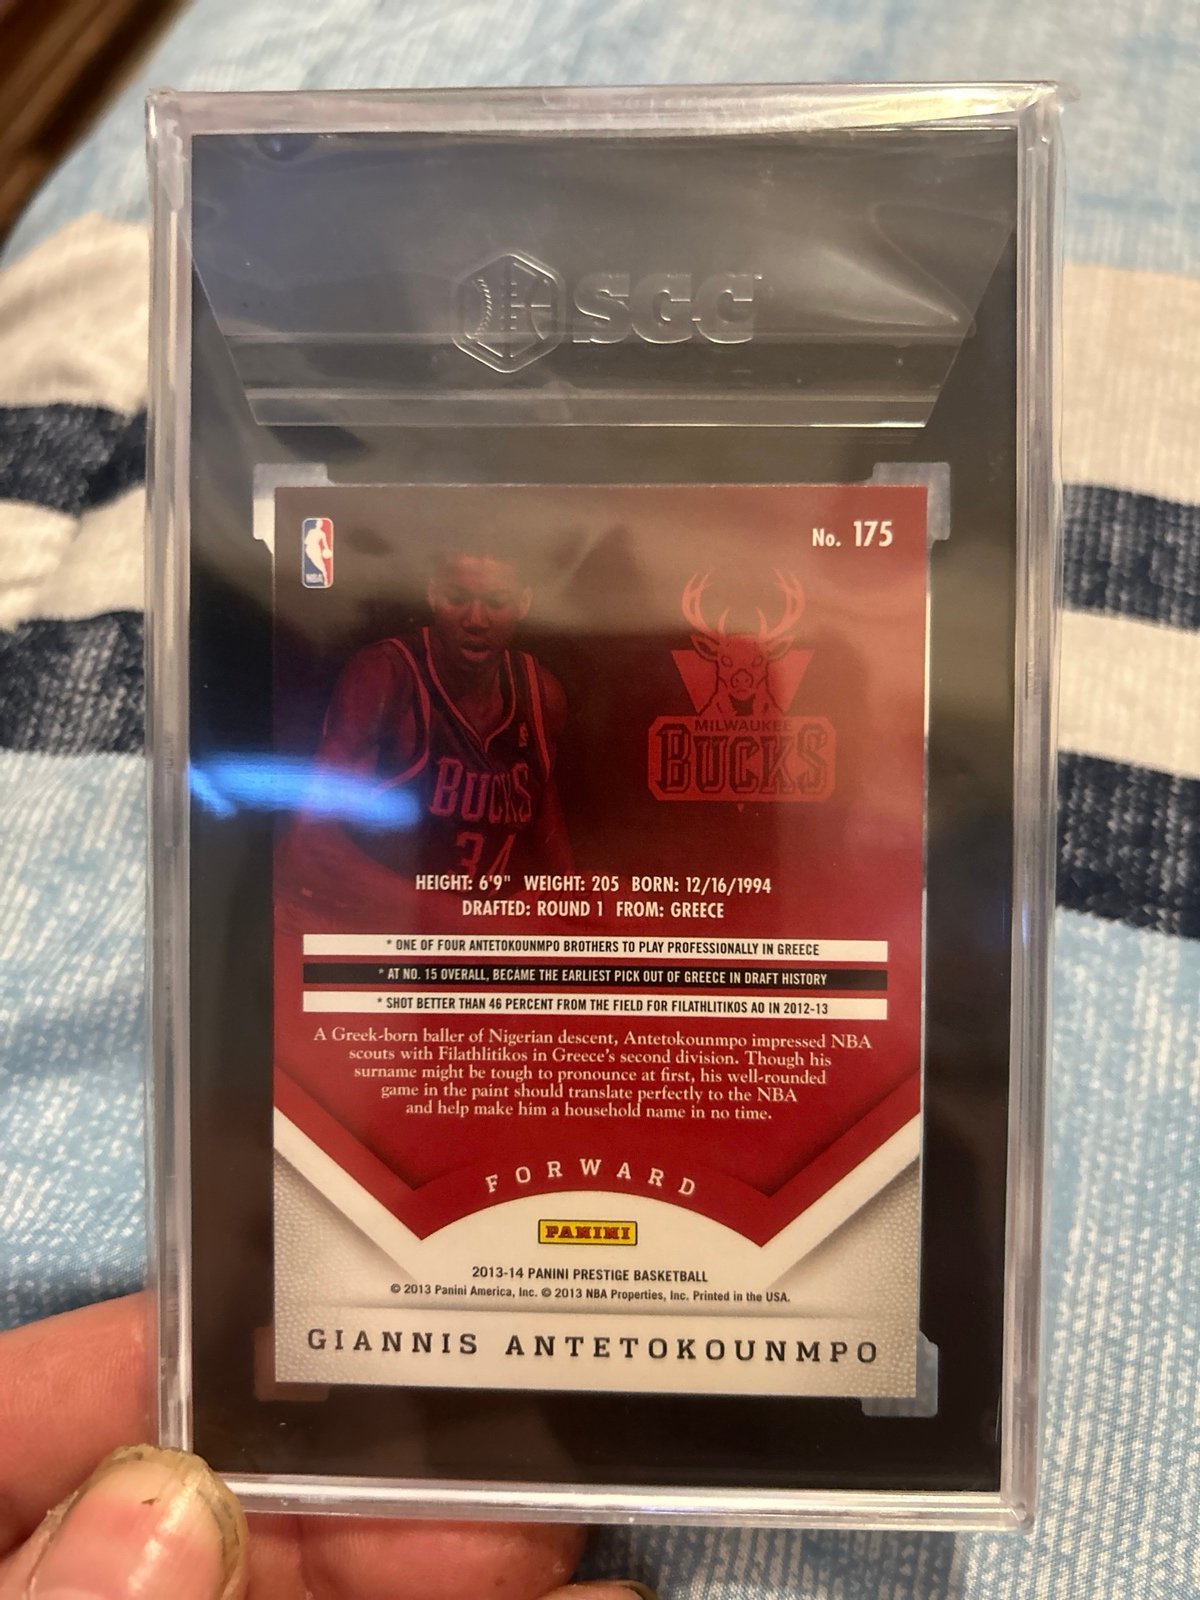 SGC
No. 175
NBA
MILWAUKEE
BUCKS
BUCKS
34
HEIGHT: 6'9" WEIGHT: 205 BORN: 12/16/1994
DRAFTED: ROUND 1 FROM: GREECE
* ONE OF FOUR ANTETOKOUNMPO BROTHERS TO PLAY PROFESSIONALLY IN GREECE
* AT NO. 15 OVERALL, BECAME THE EARLIEST PICK OUT OF GREECE IN DRAFT HISTORY
* SHOT BETTER THAN 46 PERCENT FROM THE FIELD FOR FILATHLITIKOS AO IN 2012-13
A Greek-born baller of Nigerian descent, Antetokounmpo impressed NBA
scouts with Filathlitikos in Greece's second division. Though his
surname might be tough to pronounce at first, his well-rounded
game in the paint should translate perfectly to the NBA
and help make him a household name in no time.
FORWARD
PANINI
2013-14 PANINI PRESTIGE BASKETBALL
© 2013 Panini America, Inc. © 2013 NBA Properties, Inc. Printed in the USA.
GIANNIS ANTETOKOUNMPO